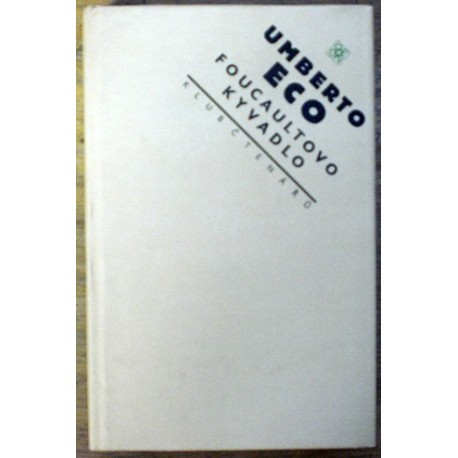 UMBERTO
ECO
FOUCAULTOVO
KYVADLO
KLUB ČTENÁŘŮ